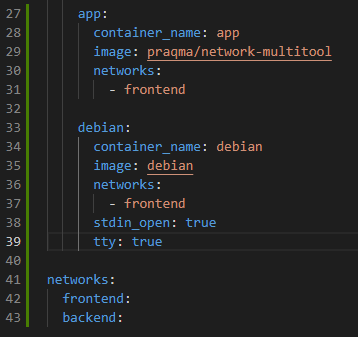 27 app:
28 container_name: app
29 image: praqma/network-multitool
30 networks:
31 - frontend
32
33 debian:
34 container_name: debian
35 image: debian
36 networks:
37 - frontend
38 stdin_open: true
39 tty: true
40
41 networks:
42 frontend:
43 backend: